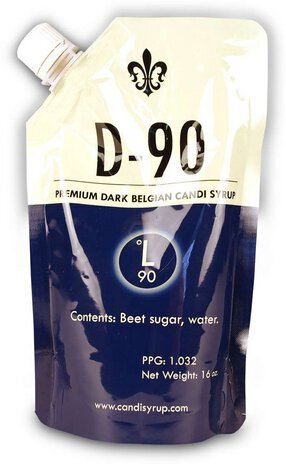 D-90
PREMIUM DARK BELGIAN CANDI SYRUP
°L
90
Contents: Beet sugar, water.
PPG: 1.032
Net Weight: 16 oz.
www.candisyrup.com